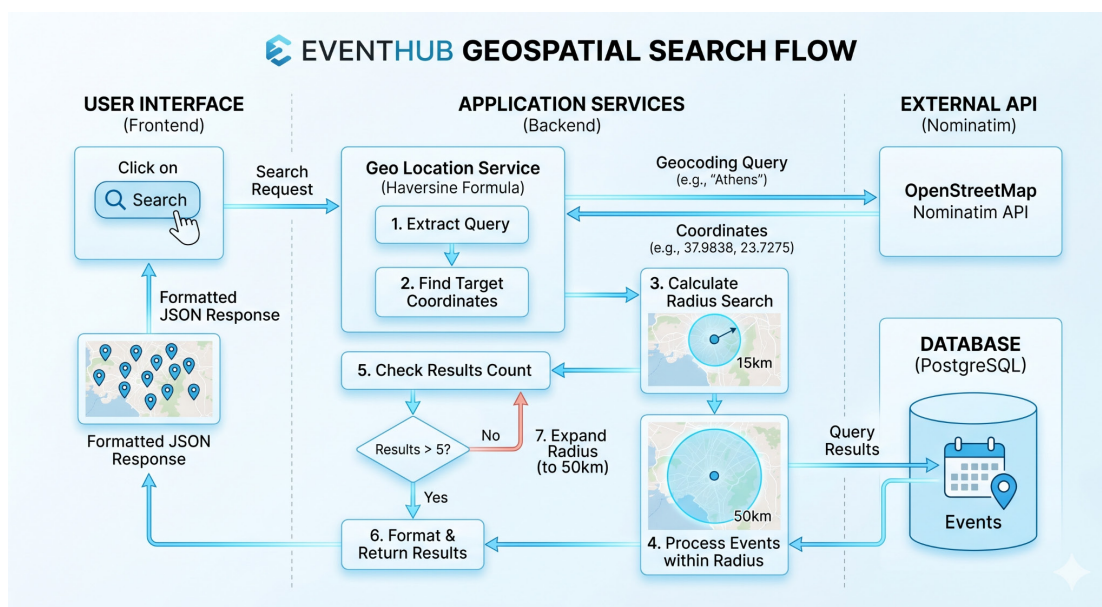 EVENTHUB GEOSPATIAL SEARCH FLOW
USER INTERFACE
(Frontend)
Click on
Search
Search
Request
APPLICATION SERVICES
(Backend)
Geo Location Service
(Haversine Formula)
1. Extract Query
2. Find Target
Coordinates
Geocoding Query
(e.g., “Athens”)
Coordinates
(e.g., 37.9838, 23.7275)
EXTERNAL API
(Nominatim)
OpenStreetMap
Nominatim API
3. Calculate
Radius Search
15km
Formatted
JSON Response
Formatted JSON
Response
5. Check Results Count
Results > 5?
No
Yes
7. Expand
Radius
(to 50km)
6. Format &
Return Results
50km
4. Process Events
within Radius
Query
Results
DATABASE
(PostgreSQL)
Events